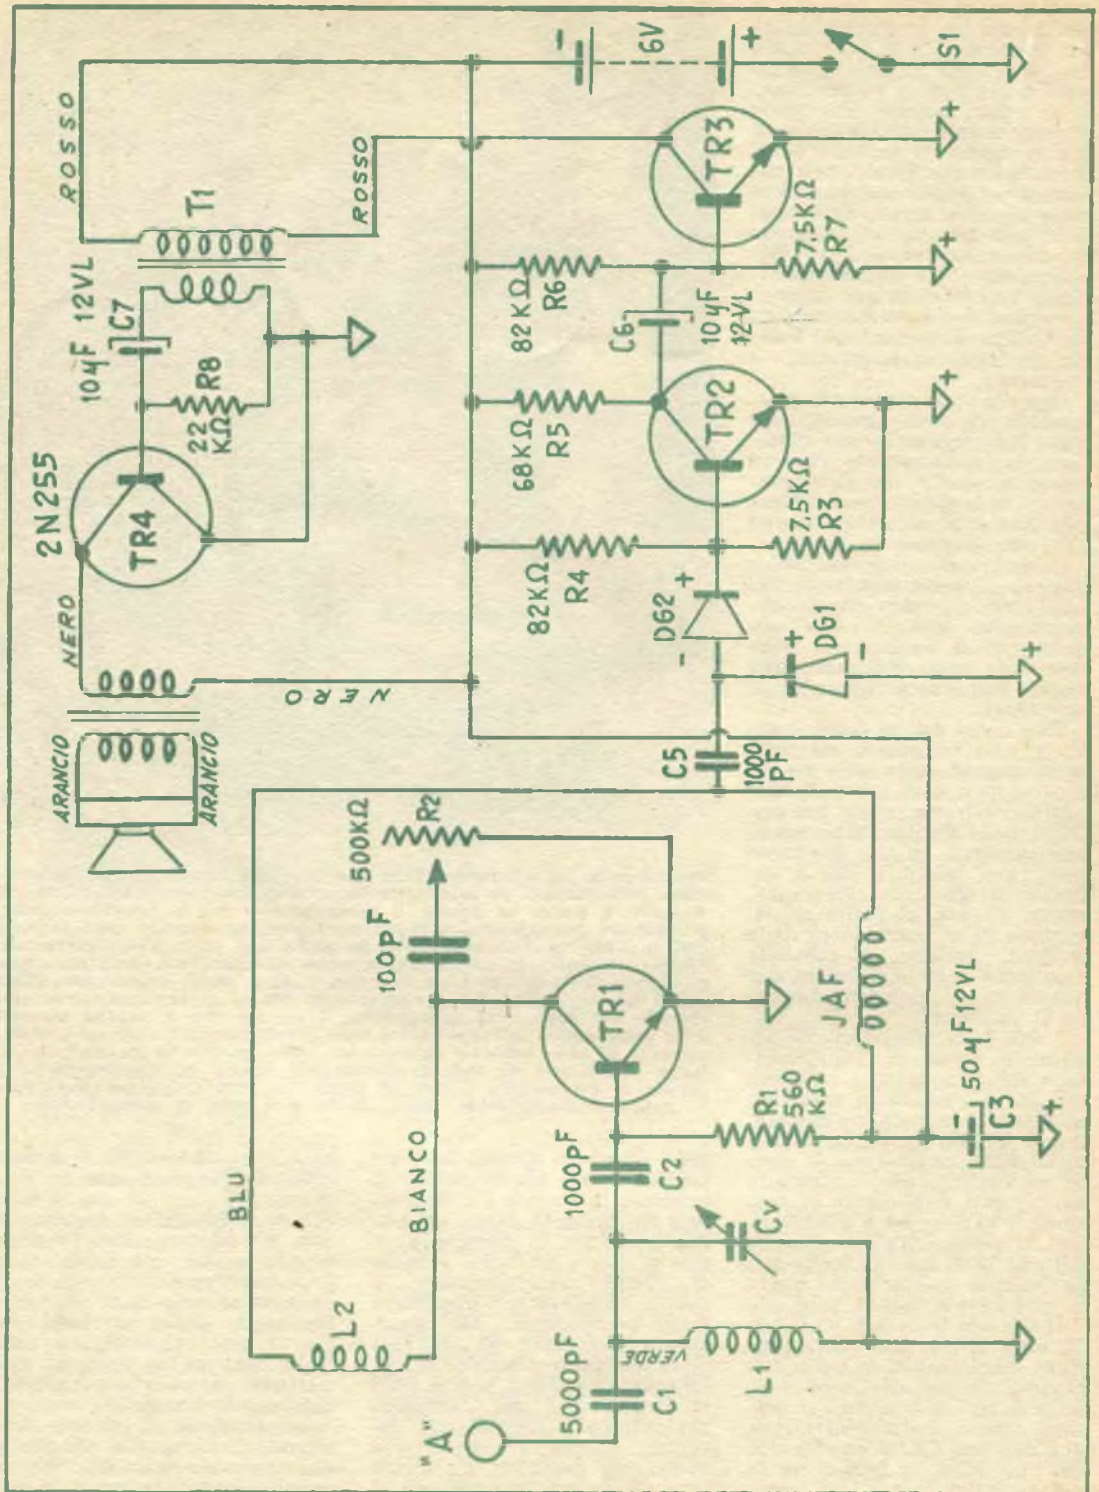 "A"
5000pF
C1
VERDE
L1
L2
BLU
BIANCO
Cv
1000pF
C2
R1
560
KΩ
50µF 12VL
- C3
+
JAF
TR1
100pF
500KΩ
R2
C5
1000
PF
DG2
- +
DG1
+ -
+
ARANCIO
ARANCIO
NERO
NERO
2N255
TR4
22
KΩ
R8
10µF 12VL
C7
T1
ROSSO
ROSSO
82KΩ
R4
7,5KΩ
R3
68KΩ
R5
TR2
+
C6
10µF
12VL
82KΩ
R6
7,5KΩ
R7
+
TR3
+
- 6V +
S1